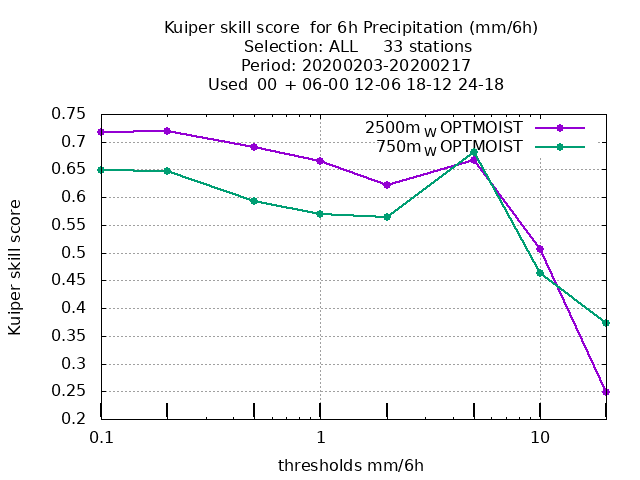 Kuiper skill score  for 6h Precipitation (mm/6h)
Selection: ALL     33 stations
Period: 20200203-20200217
Used  00 + 06-00 12-06 18-12 24-18
2500m W OPTMOIST
750m W OPTMOIST
0.75
0.7
0.65
0.6
0.55
0.5
0.45
0.4
0.35
0.3
0.25
0.2
Kuiper skill score
0.1 1 10
thresholds mm/6h